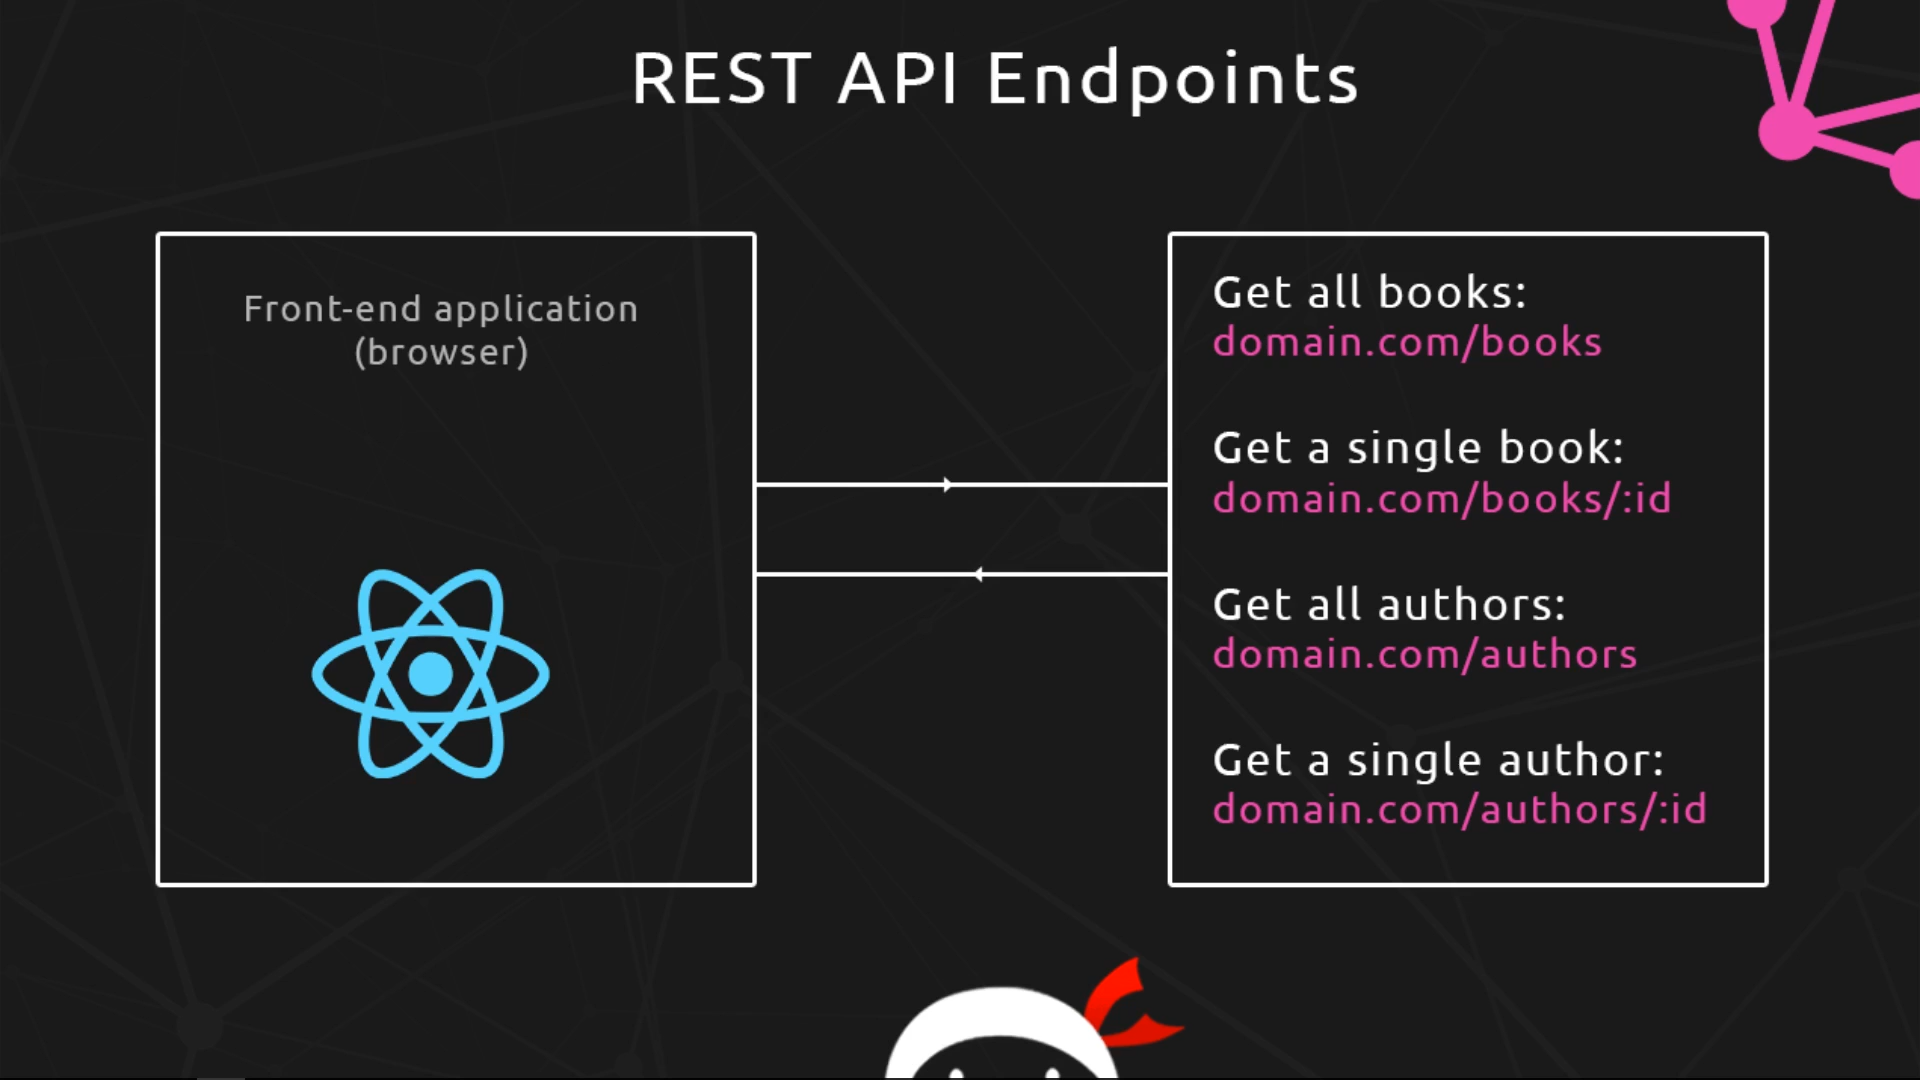 REST API Endpoints
Front-end application
(browser)
Get all books:
domain.com/books
Get a single book:
domain.com/books/:id
Get all authors:
domain.com/authors
Get a single author:
domain.com/authors/:id